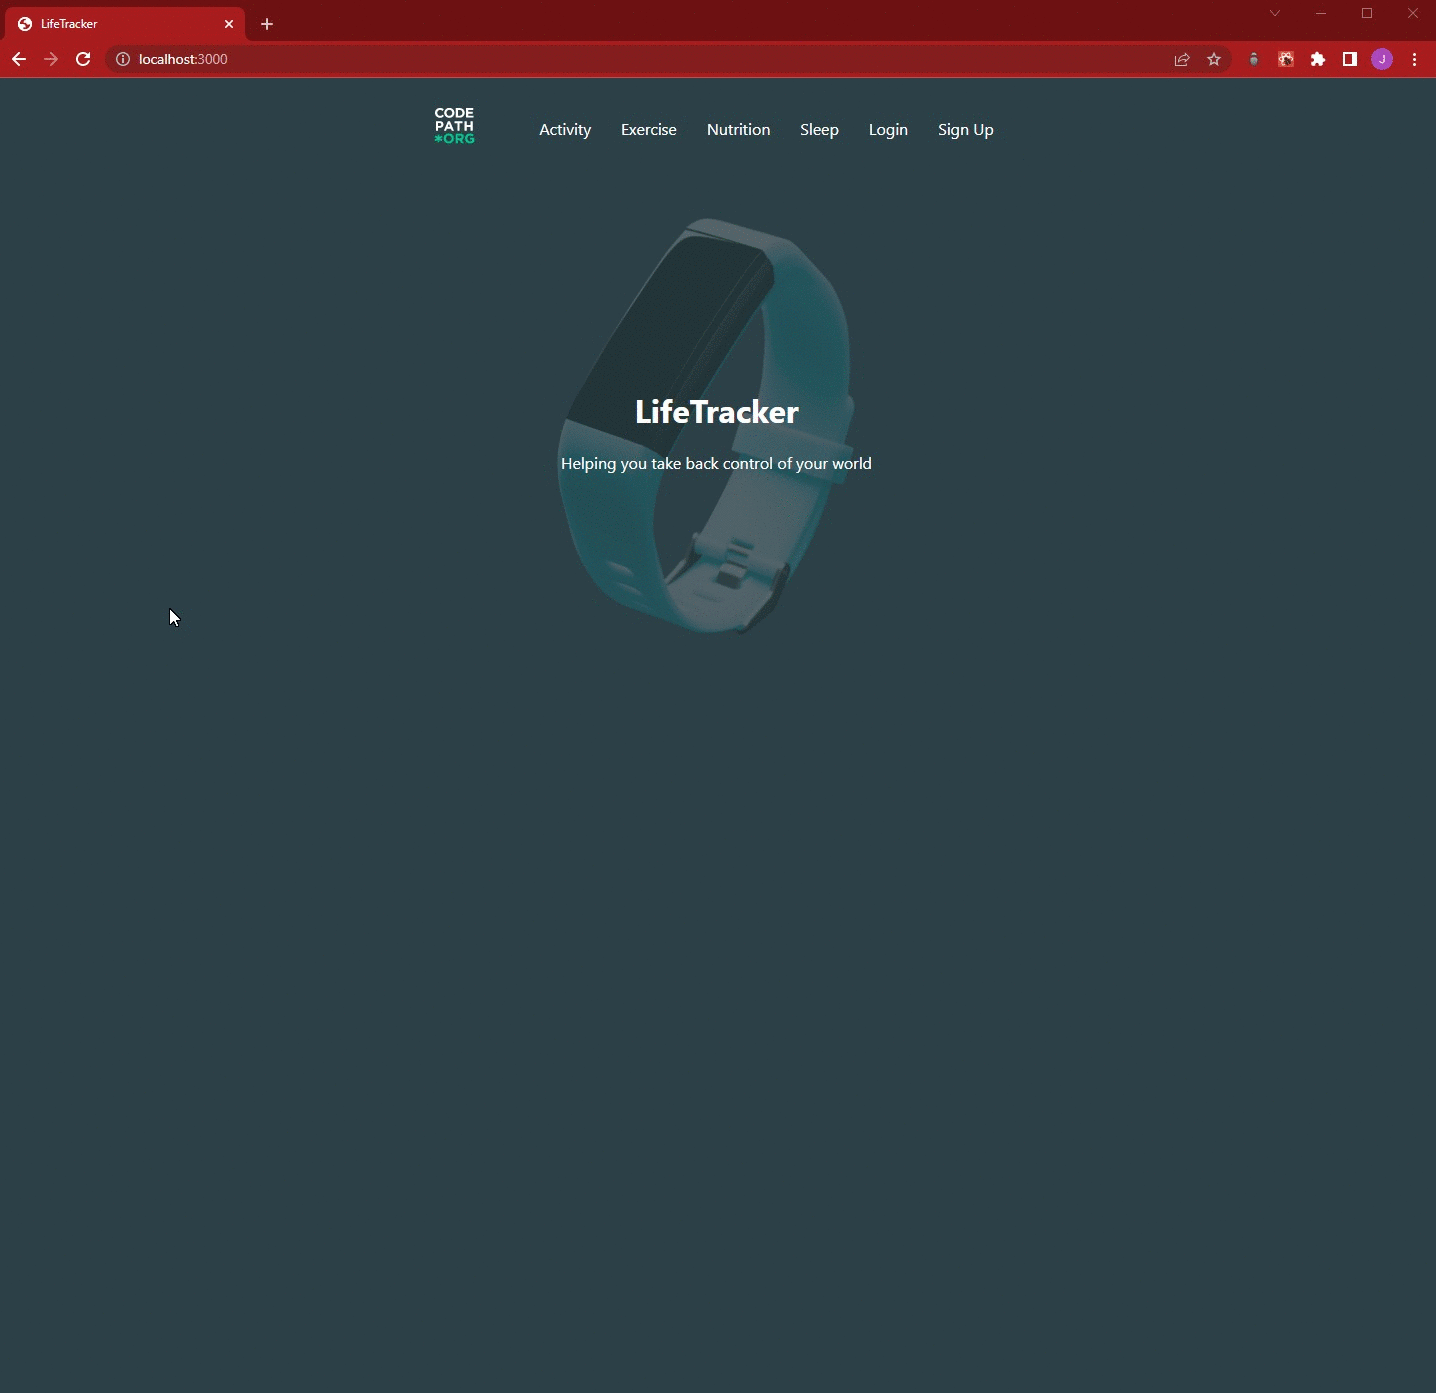 LifeTracker
localhost:3000
J
CODE
PATH
*ORG
Activity Exercise Nutrition Sleep Login Sign Up
LifeTracker
Helping you take back control of your world